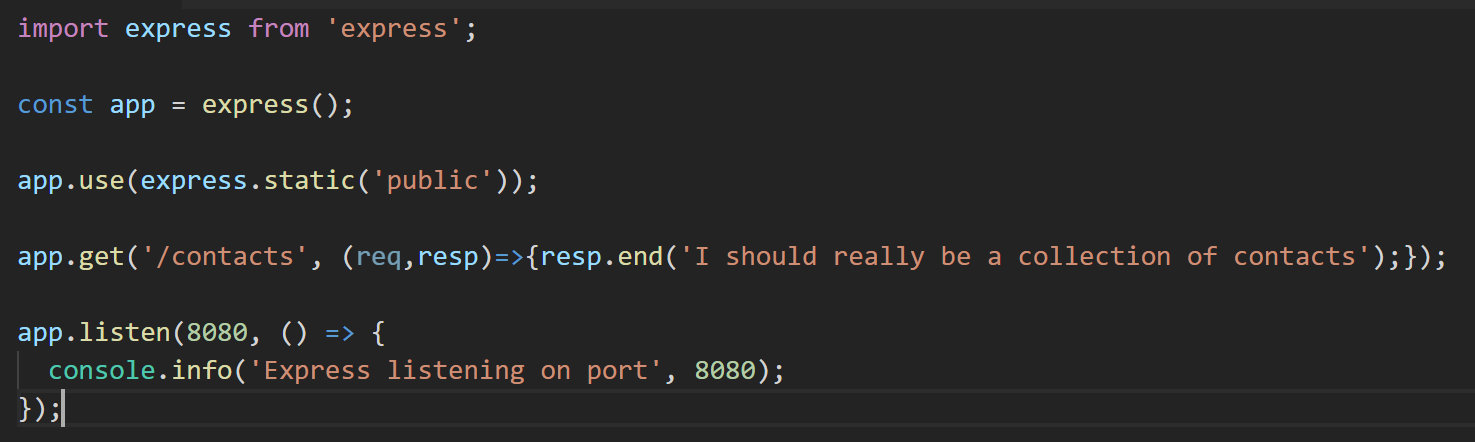 import express from 'express';
const app = express();
app.use(express.static('public'));
app.get('/contacts', (req,resp)=>{resp.end('I should really be a collection of contacts');});
app.listen(8080, () => {
  console.info('Express listening on port', 8080);
});